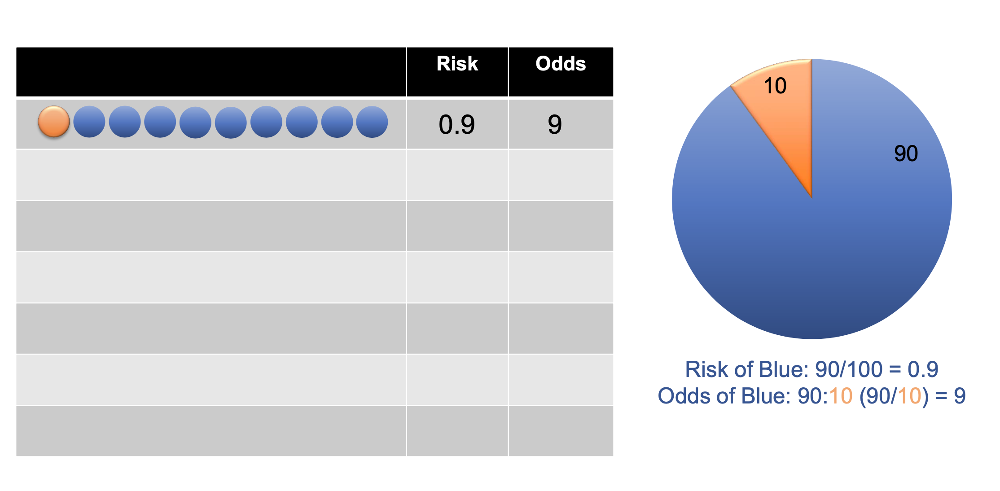 Risk Odds
0.9 9
10
90
Risk of Blue: 90/100 = 0.9
Odds of Blue: 90:10 (90/10) = 9